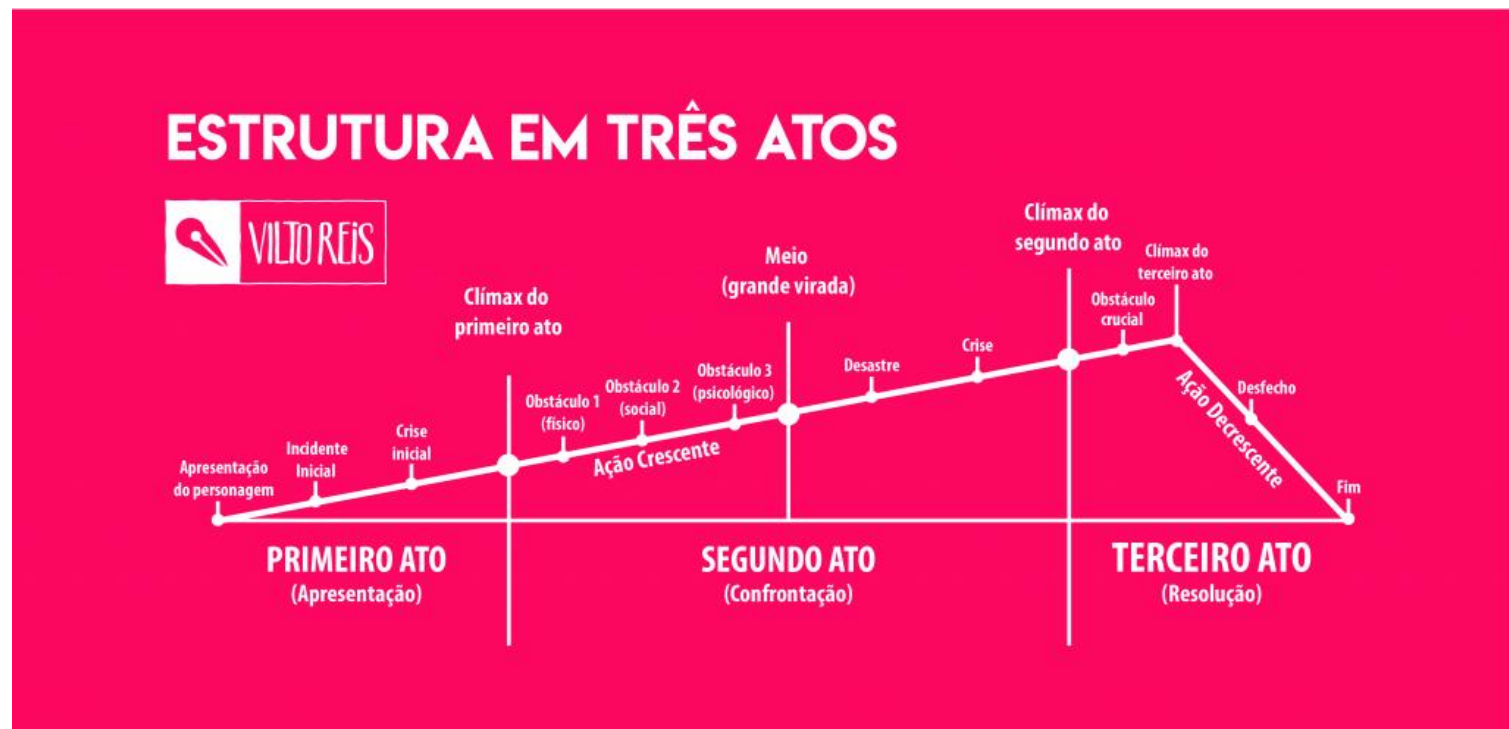 ESTRUTURA EM TRÊS ATOS
VILTO REIS
Apresentação
do personagem
Incidente
Inicial
Crise
inicial
Clímax do
primeiro ato
Obstáculo 1
(físico)
Obstáculo 2
(social)
Obstáculo 3
(psicológico)
Ação Crescente
Meio
(grande virada)
Desastre
Crise
Clímax do
segundo ato
Obstáculo
crucial
Clímax do
terceiro ato
Ação Decrescente
Desfecho
Fim
PRIMEIRO ATO
(Apresentação)
SEGUNDO ATO
(Confrontação)
TERCEIRO ATO
(Resolução)